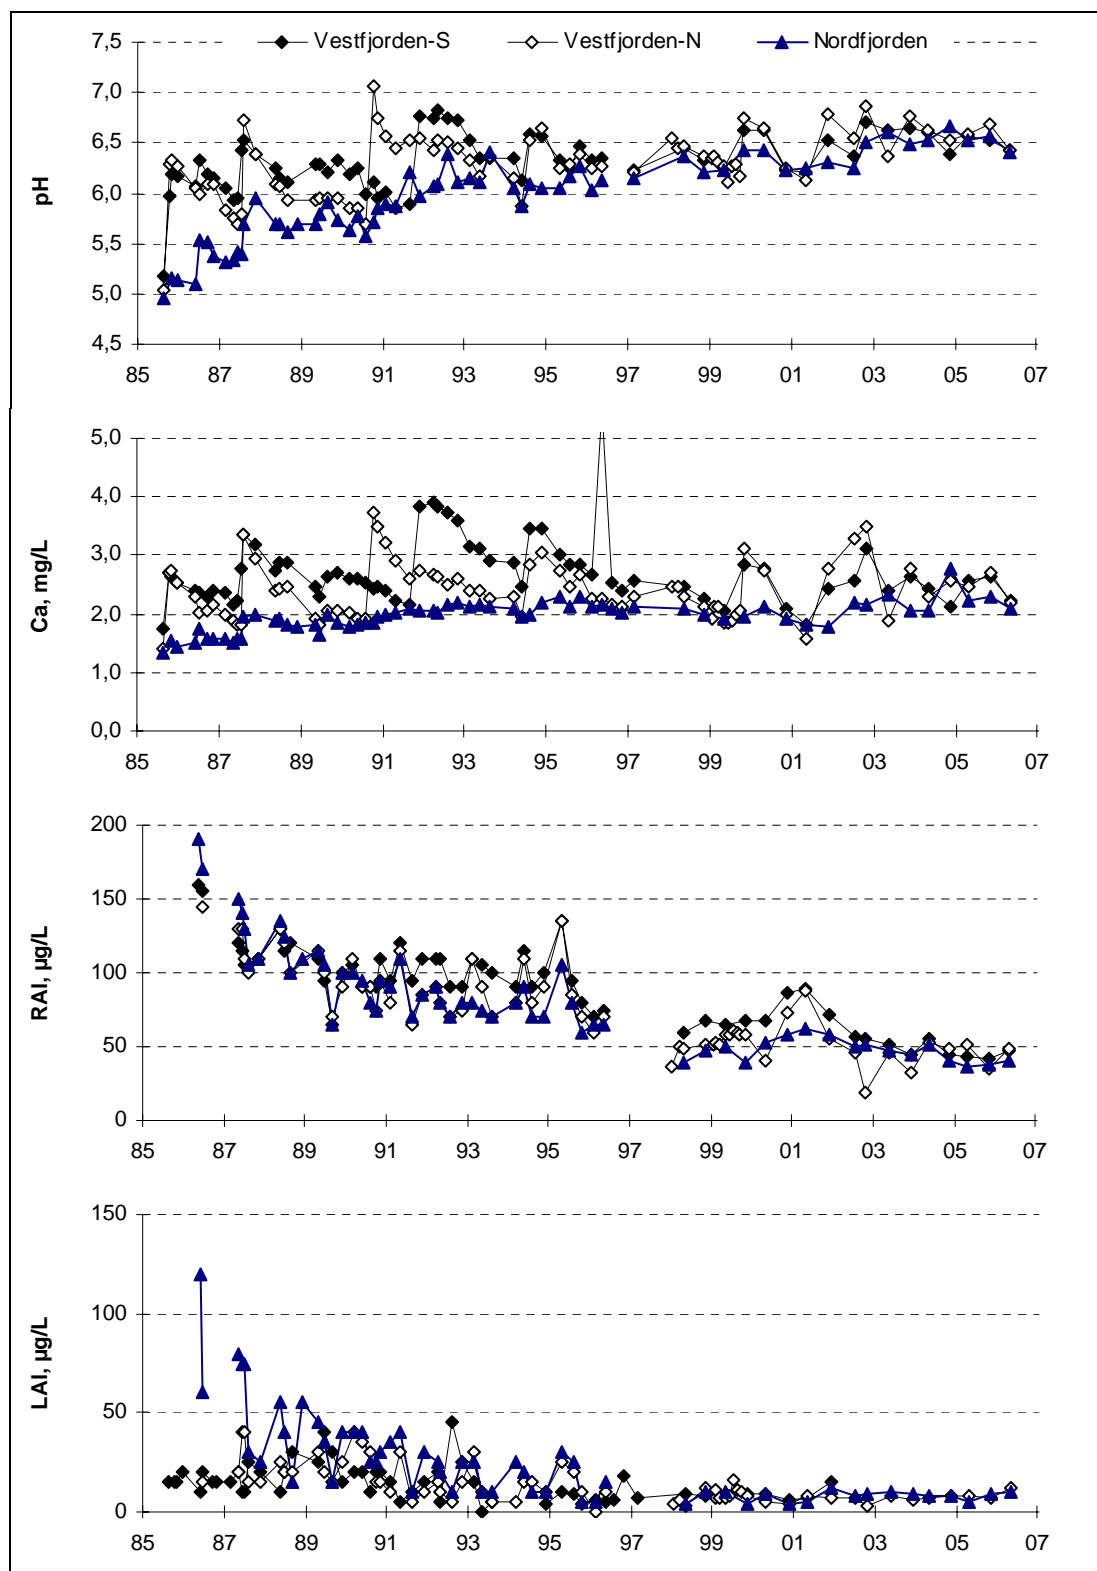 7,5
Vestfjorden-S Vestfjorden-N Nordfjorden
7,0
6,5
6,0
5,5
5,0
4,5
pH
85 87 89 91 93 95 97 99 01 03 05 07
5,0
4,0
3,0
2,0
1,0
0,0
Ca, mg/L
85 87 89 91 93 95 97 99 01 03 05 07
200
150
100
50
0
RAl, µg/L
85 87 89 91 93 95 97 99 01 03 05 07
150
100
50
0
LAl, µg/L
85 87 89 91 93 95 97 99 01 03 05 07